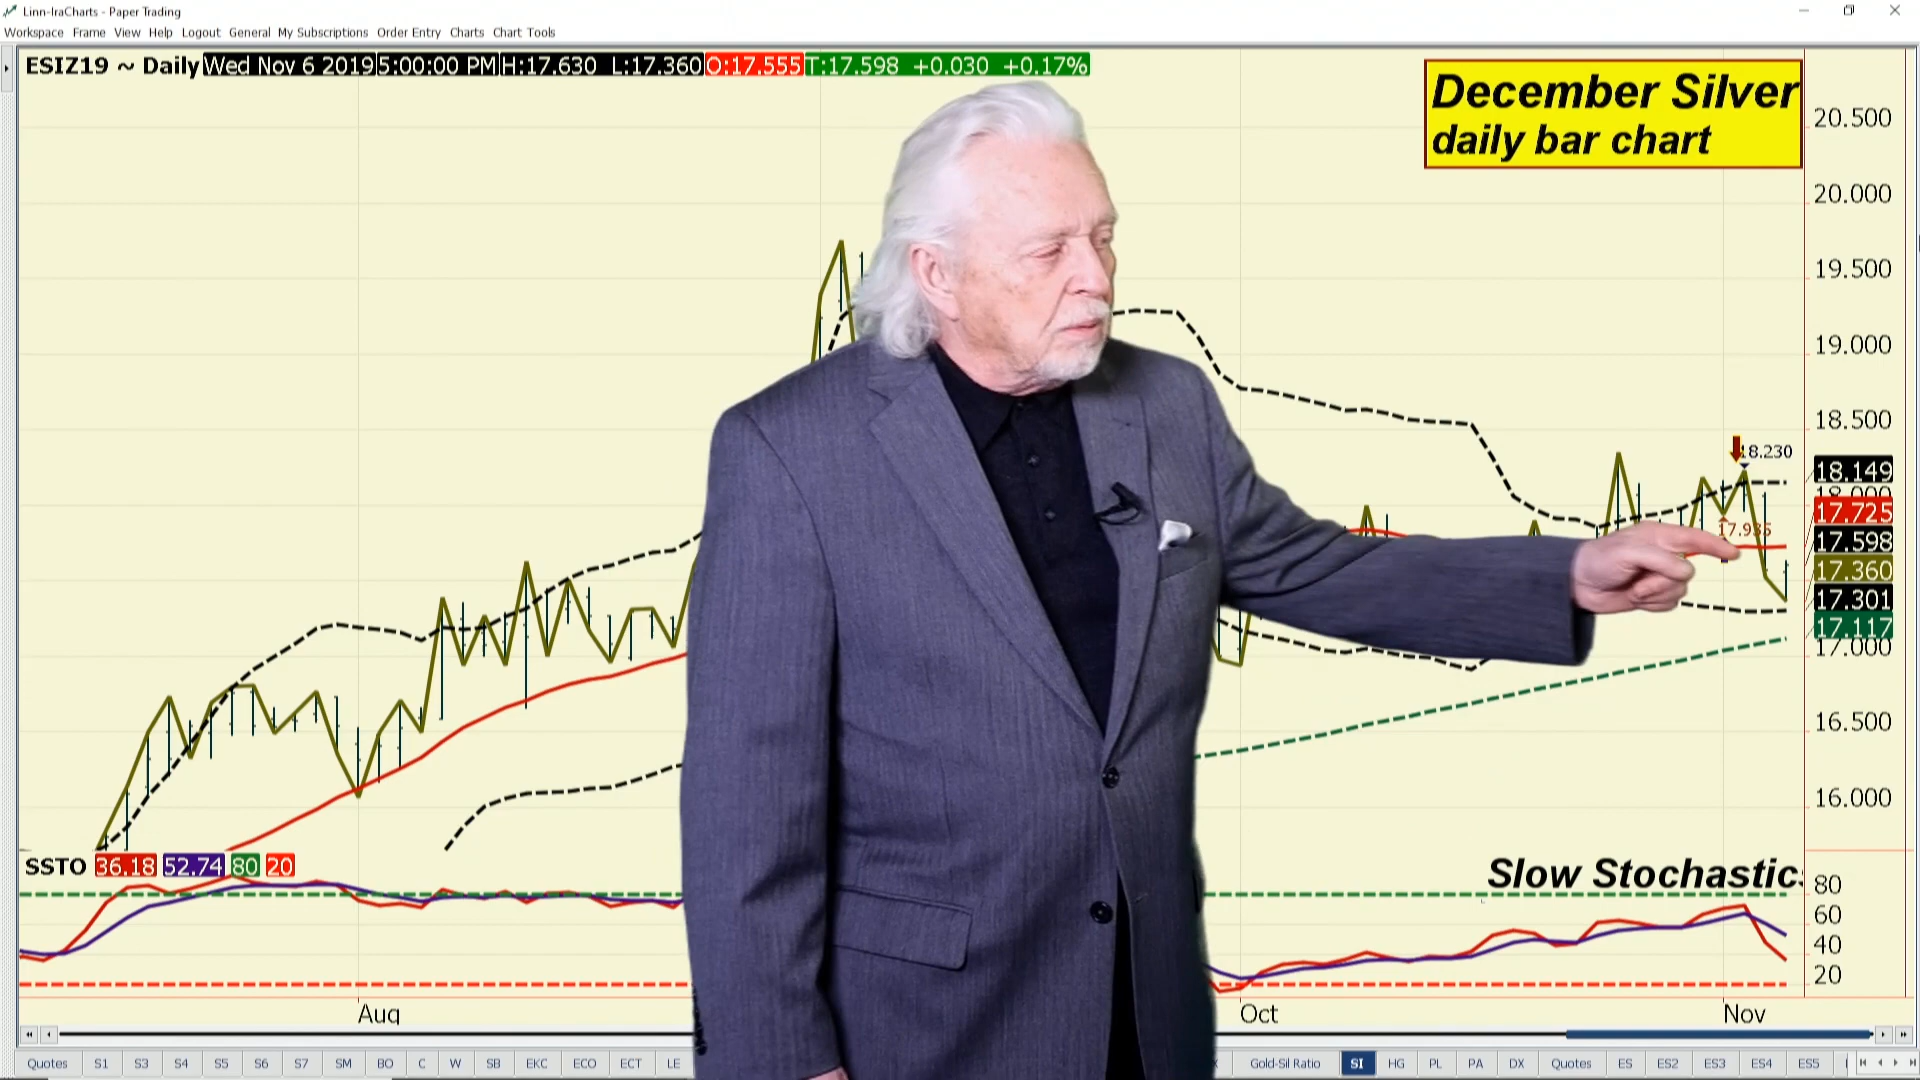 Linn-IraCharts - Paper Trading
Workspace Frame View Help Logout General My Subscriptions Order Entry Charts Chart Tools
ESIZ19 ~ Daily Wed Nov 6 2019 5:00:00 PM H:17.630 L:17.360 O:17.555 T:17.598 +0.030 +0.17%
December Silver
daily bar chart
20.500
20.000
19.500
19.000
18.500
18.230
18.149
18.000
17.725
17.598
17.360
17.301
17.117
17.000
16.500
16.000
SSTO 36.18 52.74 80 20
Slow Stochastics
80
60
40
20
Aug Oct Nov
Quotes S1 S3 S4 S5 S6 S7 SM BO C W SB EKC ECO ECT LE Gold-Sil Ratio SI HG PL PA DX Quotes ES ES2 ES3 ES4 ES5